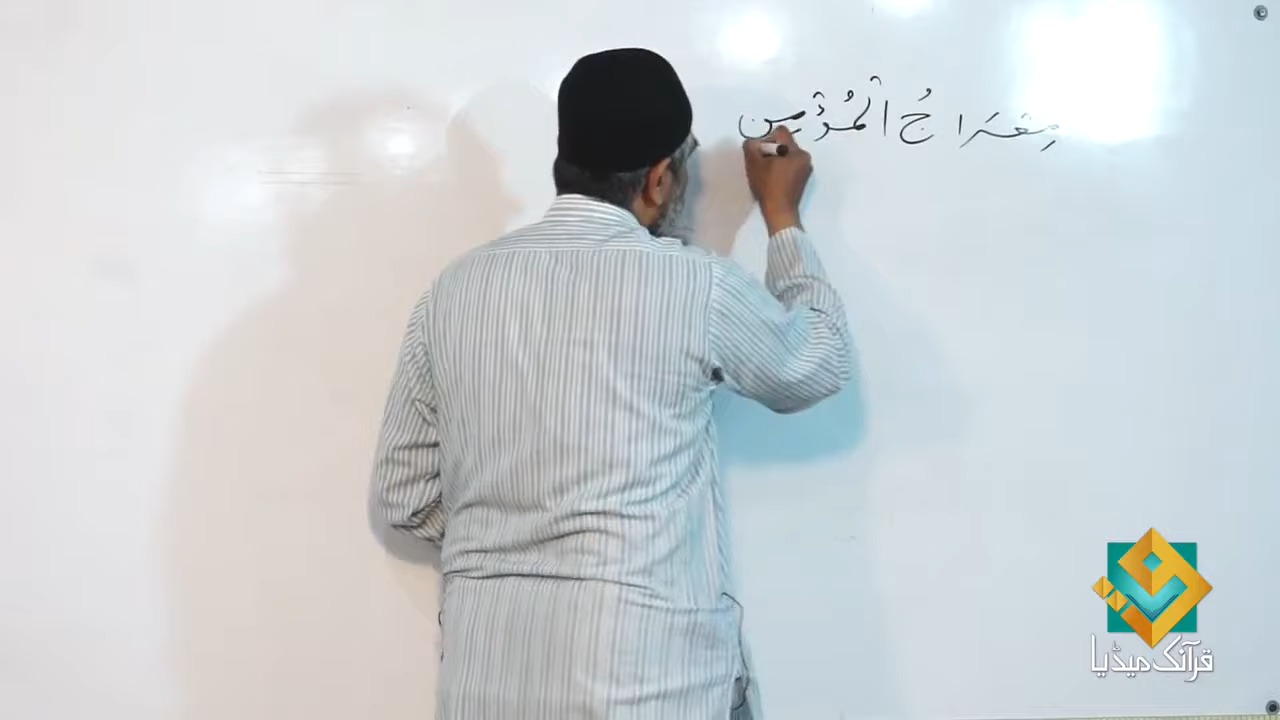 مِعْرَاجُ الْمُؤْمِن
قرآنک میڈیا